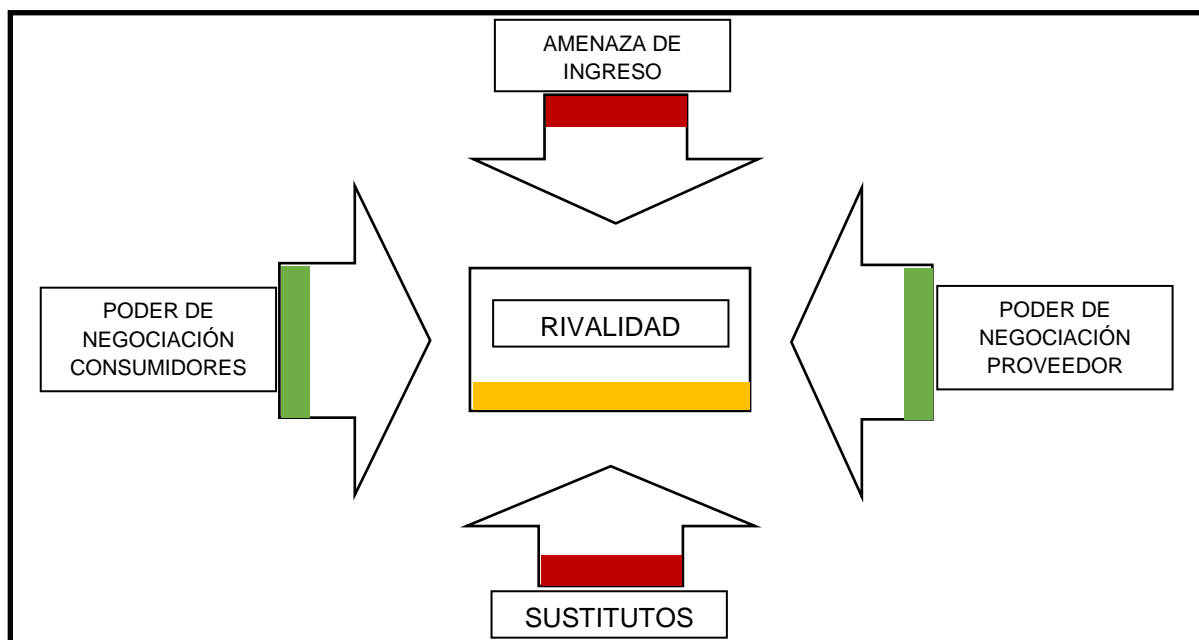 AMENAZA DE
INGRESO
PODER DE
NEGOCIACIÓN
CONSUMIDORES
RIVALIDAD
PODER DE
NEGOCIACIÓN
PROVEEDOR
SUSTITUTOS